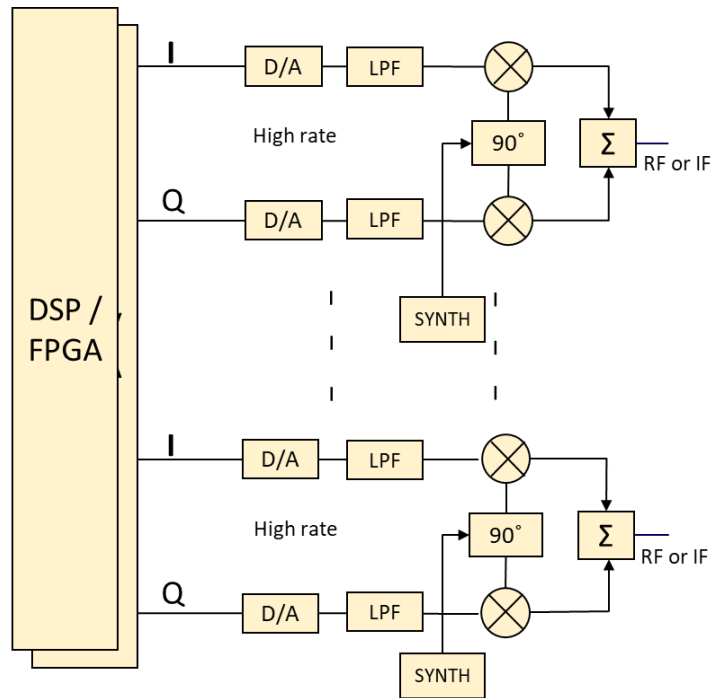 I
D/A
LPF
High rate
90°
Σ
RF or IF
Q
D/A
LPF
DSP /
FPGA
SYNTH
I
D/A
LPF
High rate
90°
Σ
RF or IF
Q
D/A
LPF
SYNTH